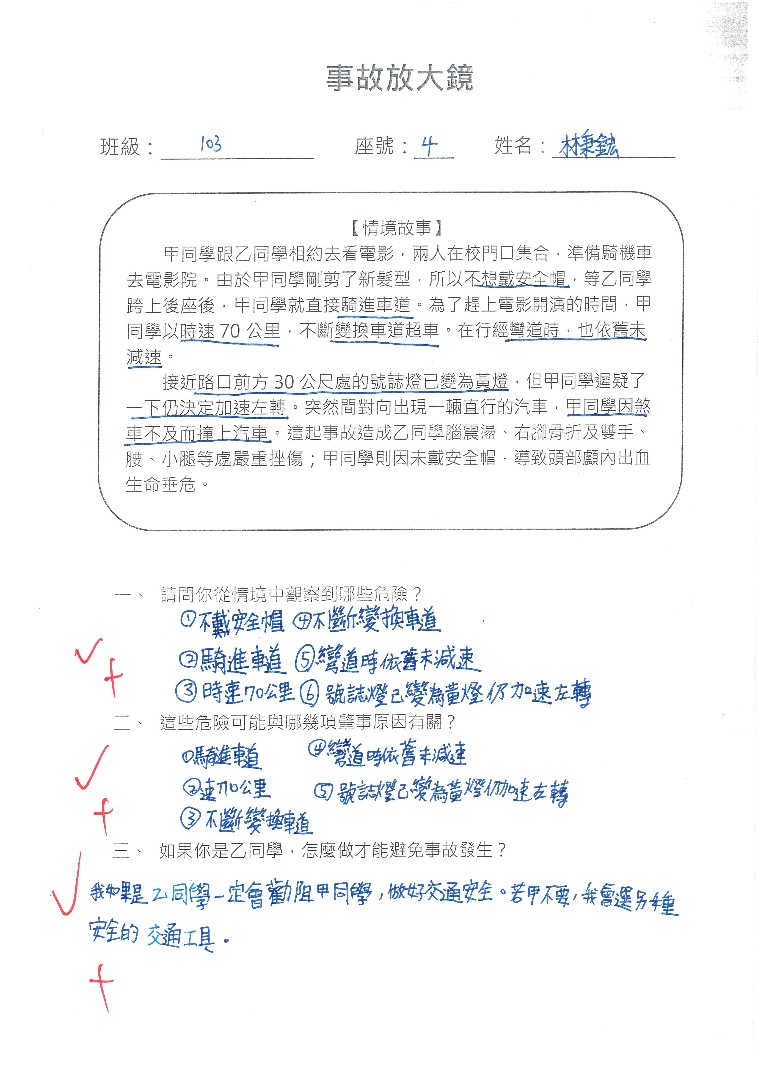 事故放大鏡
班級：103 座號：4 姓名：林秉鋐
【情境故事】
甲同學跟乙同學相約去看電影，兩人在校門口集合，準備騎機車
去電影院。由於甲同學剛剪了新髮型，所以不想戴安全帽，等乙同學
跨上後座後，甲同學就直接騎進車道。為了趕上電影開演的時間，甲
同學以時速 70 公里，不斷變換車道超車。在行經彎道時，也依舊未
減速。
接近路口前方 30 公尺處的號誌燈已變為黃燈，但甲同學遲疑了
一下仍決定加速左轉。突然間對向出現一輛直行的汽車，甲同學因煞
車不及而撞上汽車。這起事故造成乙同學腦震盪、右腳骨折及雙手、
腰、小腿等處嚴重挫傷；甲同學則因未戴安全帽，導致頭部顱內出血
生命垂危。
一、 請問你從情境中觀察到哪些危險？
①不戴安全帽 ④不斷變換車道
②騎進車道 ⑤彎道時依舊未減速
③時速70公里 ⑥號誌燈已變為黃燈仍加速左轉
二、 這些危險可能與哪幾項肇事原因有關？
①騎進車道 ④彎道時依舊未減速
②速70公里 ⑤號誌燈已變為黃燈仍加速左轉
③不斷變換車道
三、 如果你是乙同學，怎麼做才能避免事故發生？
我如果是乙同學一定會勸阻甲同學，做好交通安全。若甲不要，我會選另種
安全的交通工具。